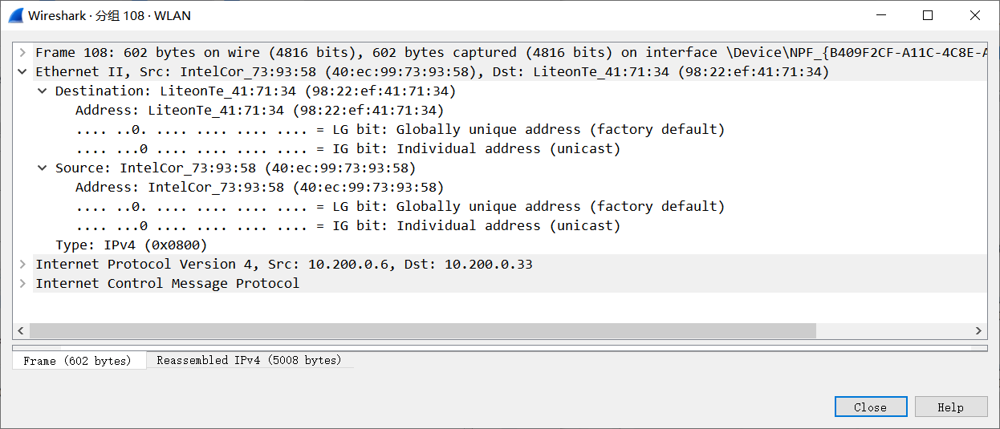 Wireshark · 分组 108 · WLAN
Frame 108: 602 bytes on wire (4816 bits), 602 bytes captured (4816 bits) on interface \Device\NPF_{B409F2CF-A11C-4C8E-A
Ethernet II, Src: IntelCor_73:93:58 (40:ec:99:73:93:58), Dst: LiteonTe_41:71:34 (98:22:ef:41:71:34)
Destination: LiteonTe_41:71:34 (98:22:ef:41:71:34)
Address: LiteonTe_41:71:34 (98:22:ef:41:71:34)
.... ..0. .... .... .... .... = LG bit: Globally unique address (factory default)
.... ...0 .... .... .... .... = IG bit: Individual address (unicast)
Source: IntelCor_73:93:58 (40:ec:99:73:93:58)
Address: IntelCor_73:93:58 (40:ec:99:73:93:58)
.... ..0. .... .... .... .... = LG bit: Globally unique address (factory default)
.... ...0 .... .... .... .... = IG bit: Individual address (unicast)
Type: IPv4 (0x0800)
Internet Protocol Version 4, Src: 10.200.0.6, Dst: 10.200.0.33
Internet Control Message Protocol
Frame (602 bytes) Reassembled IPv4 (5008 bytes)
Close Help